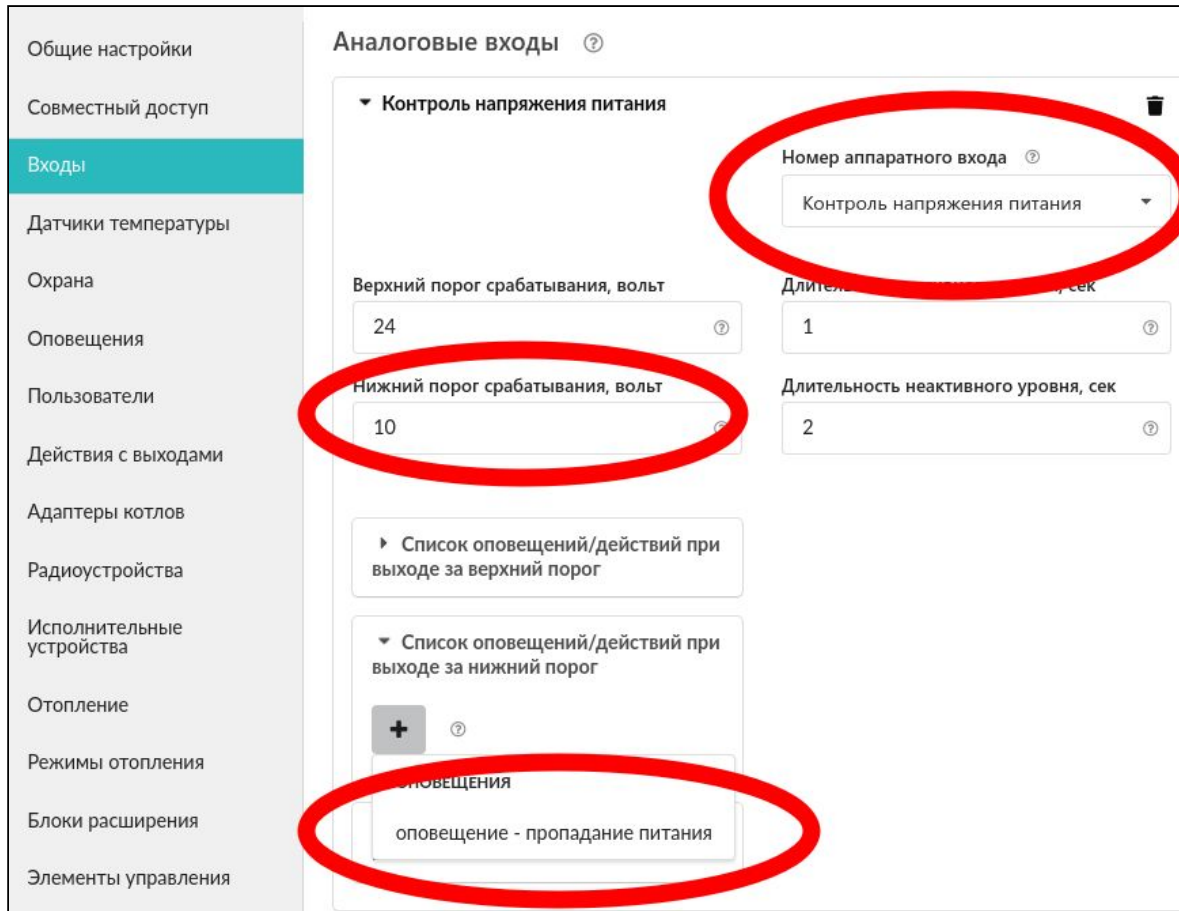 Общие настройки
Совместный доступ
Входы
Датчики температуры
Охрана
Оповещения
Пользователи
Действия с выходами
Адаптеры котлов
Радиоустройства
Исполнительные
устройства
Отопление
Режимы отопления
Блоки расширения
Элементы управления
Аналоговые входы
Контроль напряжения питания
Номер аппаратного входа
Контроль напряжения питания
Верхний порог срабатывания, вольт
24
сек
1
Нижний порог срабатывания, вольт
10
Длительность неактивного уровня, сек
2
Список оповещений/действий при
выходе за верхний порог
Список оповещений/действий при
выходе за нижний порог
+
ОПОВЕЩЕНИЯ
оповещение - пропадание питания